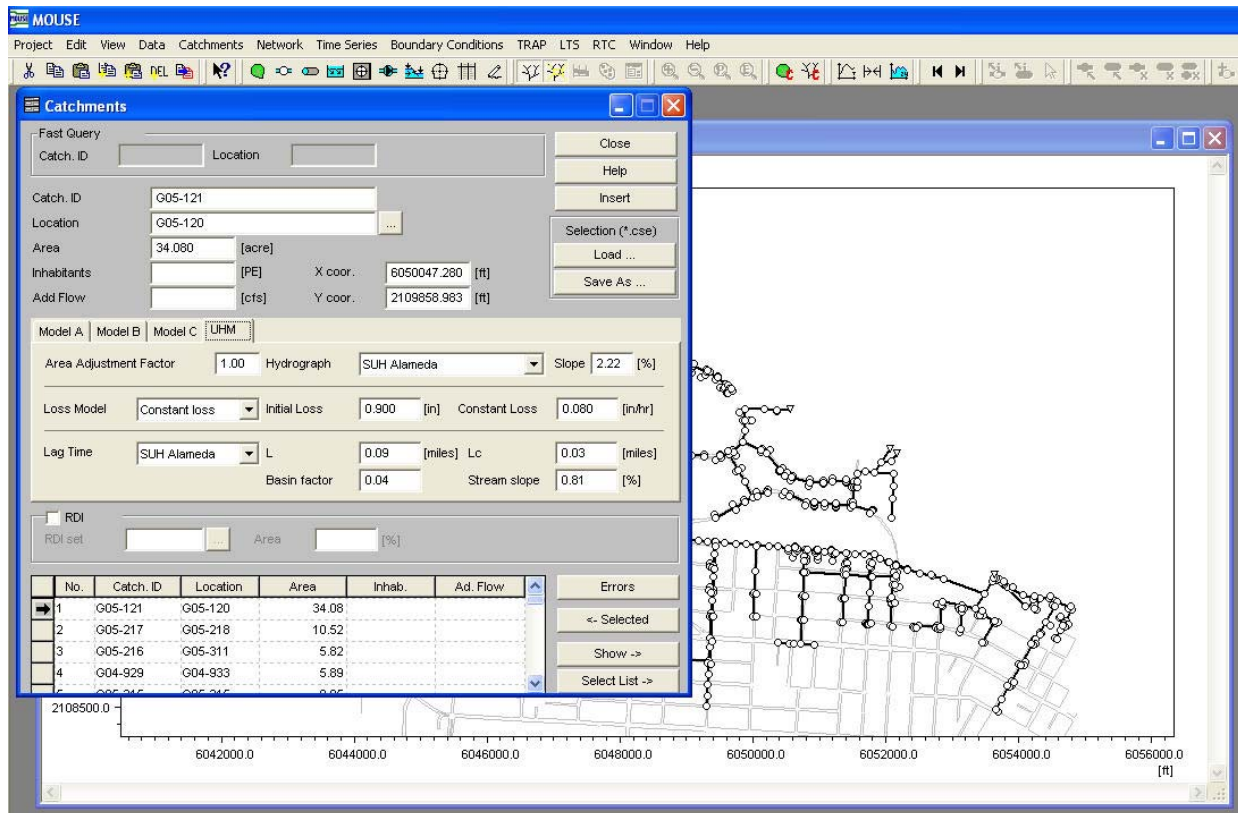 MOUSE
Project Edit View Data Catchments Network Time Series Boundary Conditions TRAP LTS RTC Window Help
DEL
Catchments
Fast Query
Catch. ID Location
Close
Help
Insert
Catch. ID G05-121
Location G05-120 ...
Area 34.080 [acre]
Inhabitants [PE] X coor. 6050047.280 [ft]
Add Flow [cfs] Y coor. 2109858.983 [ft]
Selection (*.cse)
Load ...
Save As ...
Model A Model B Model C UHM
Area Adjustment Factor 1.00 Hydrograph SUH Alameda Slope 2.22 [%]
Loss Model Constant loss Initial Loss 0.900 [in] Constant Loss 0.080 [in/hr]
Lag Time SUH Alameda L 0.09 [miles] Lc 0.03 [miles]
Basin factor 0.04 Stream slope 0.81 [%]
RDI
RDI set ... Area [%]
No. Catch. ID Location Area Inhab. Ad. Flow
1 G05-121 G05-120 34.08
2 G05-217 G05-218 10.52
3 G05-216 G05-311 5.82
4 G04-929 G04-933 5.89
Errors
<- Selected
Show ->
Select List ->
2108500.0
6042000.0 6044000.0 6046000.0 6048000.0 6050000.0 6052000.0 6054000.0 6056000.0
[ft]